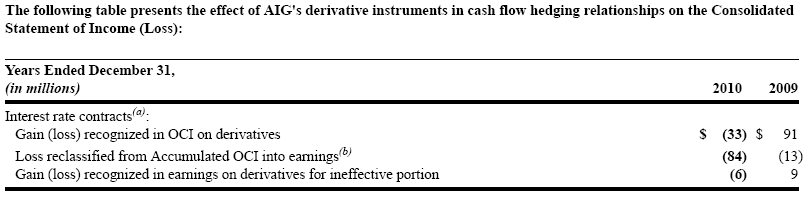 The following table presents the effect of AIG's derivative instruments in cash flow hedging relationships on the Consolidated
Statement of Income (Loss):
Years Ended December 31,
(in millions) 2010 2009
Interest rate contracts(a):
Gain (loss) recognized in OCI on derivatives $ (33) $ 91
Loss reclassified from Accumulated OCI into earnings(b) (84) (13)
Gain (loss) recognized in earnings on derivatives for ineffective portion (6) 9